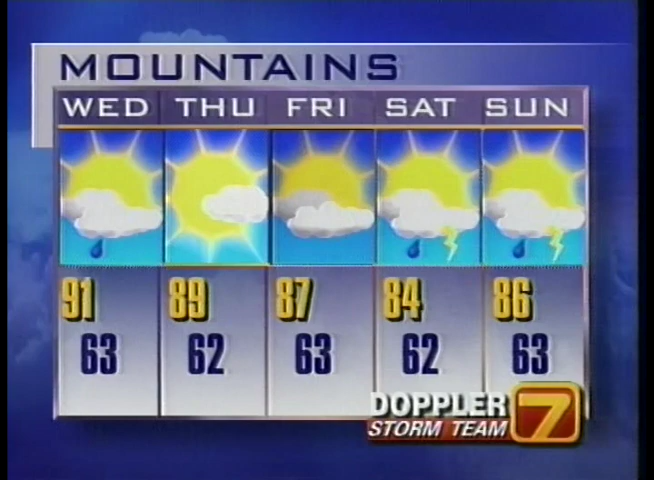 MOUNTAINS
WED THU FRI SAT SUN
91 89 87 84 86
63 62 63 62 63
DOPPLER 7
STORM TEAM